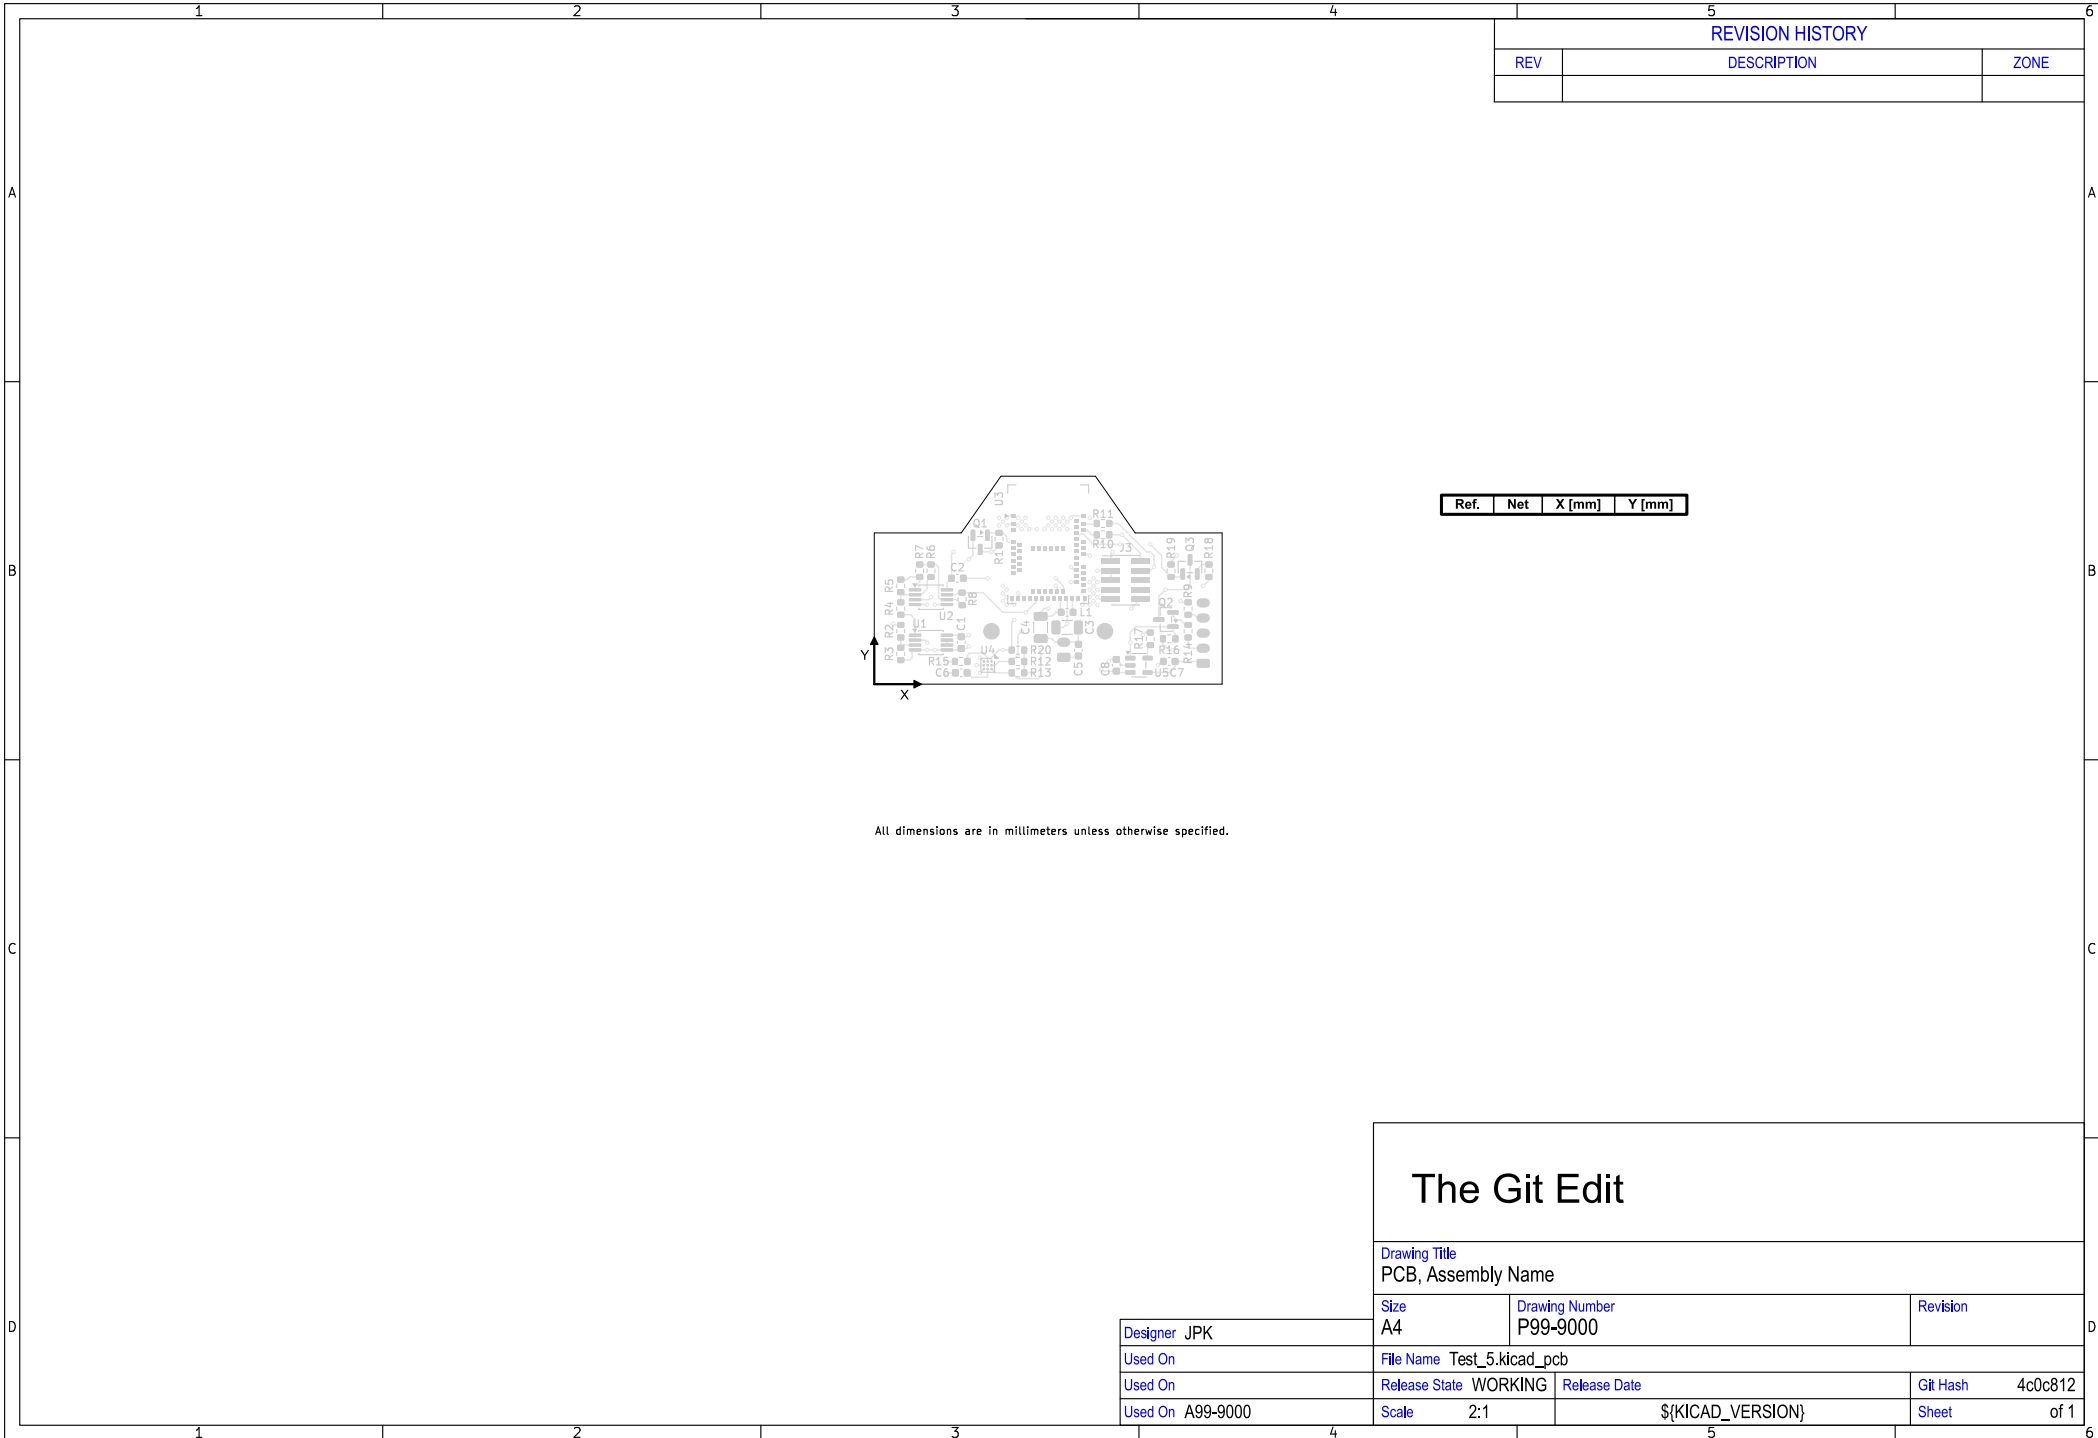 1 2 3 4 5 6
REVISION HISTORY
REV DESCRIPTION ZONE
A A
U3
Q1 R11
R1 R10 J3
R7 R6 R19 Q3 R18
C2
R5 R8 R9
R4 U2 Q2
L1
R2 U1 C1 C4 C3 R17
R3 U4 R20 R16 R14
R15 R12
C6 R13 C5 C8 U5 C7
Y
X
Ref. Net X [mm] Y [mm]
B B
All dimensions are in millimeters unless otherwise specified.
C C
The Git Edit
Drawing Title
PCB, Assembly Name
Size Drawing Number Revision
A4 P99-9000
D D
Designer JPK
Used On File Name Test_5.kicad_pcb
Used On Release State WORKING Release Date Git Hash 4c0c812
Used On A99-9000 Scale 2:1 ${KICAD_VERSION} Sheet of 1
1 2 3 4 5 6